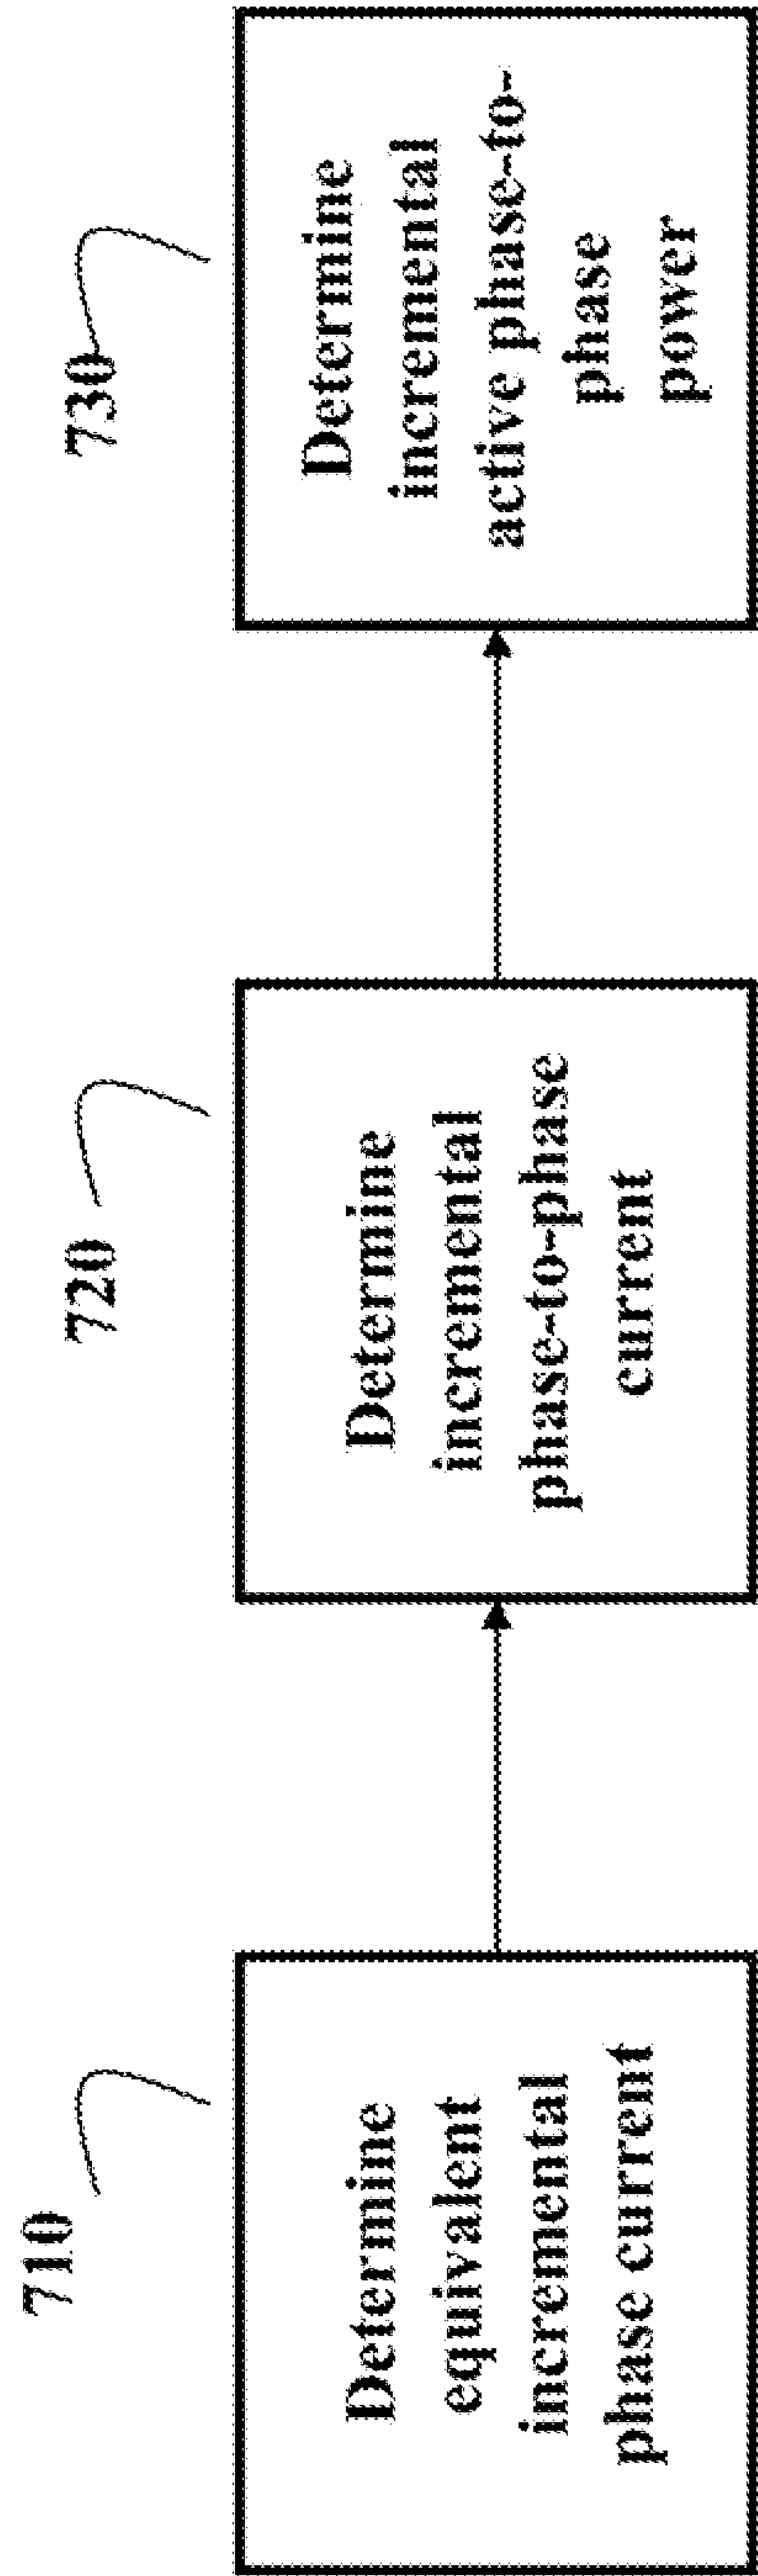 710
Determine
equivalent
incremental
phase current
720
Determine
incremental
phase-to-phase
current
730
Determine
incremental
active phase-to-
phase
power